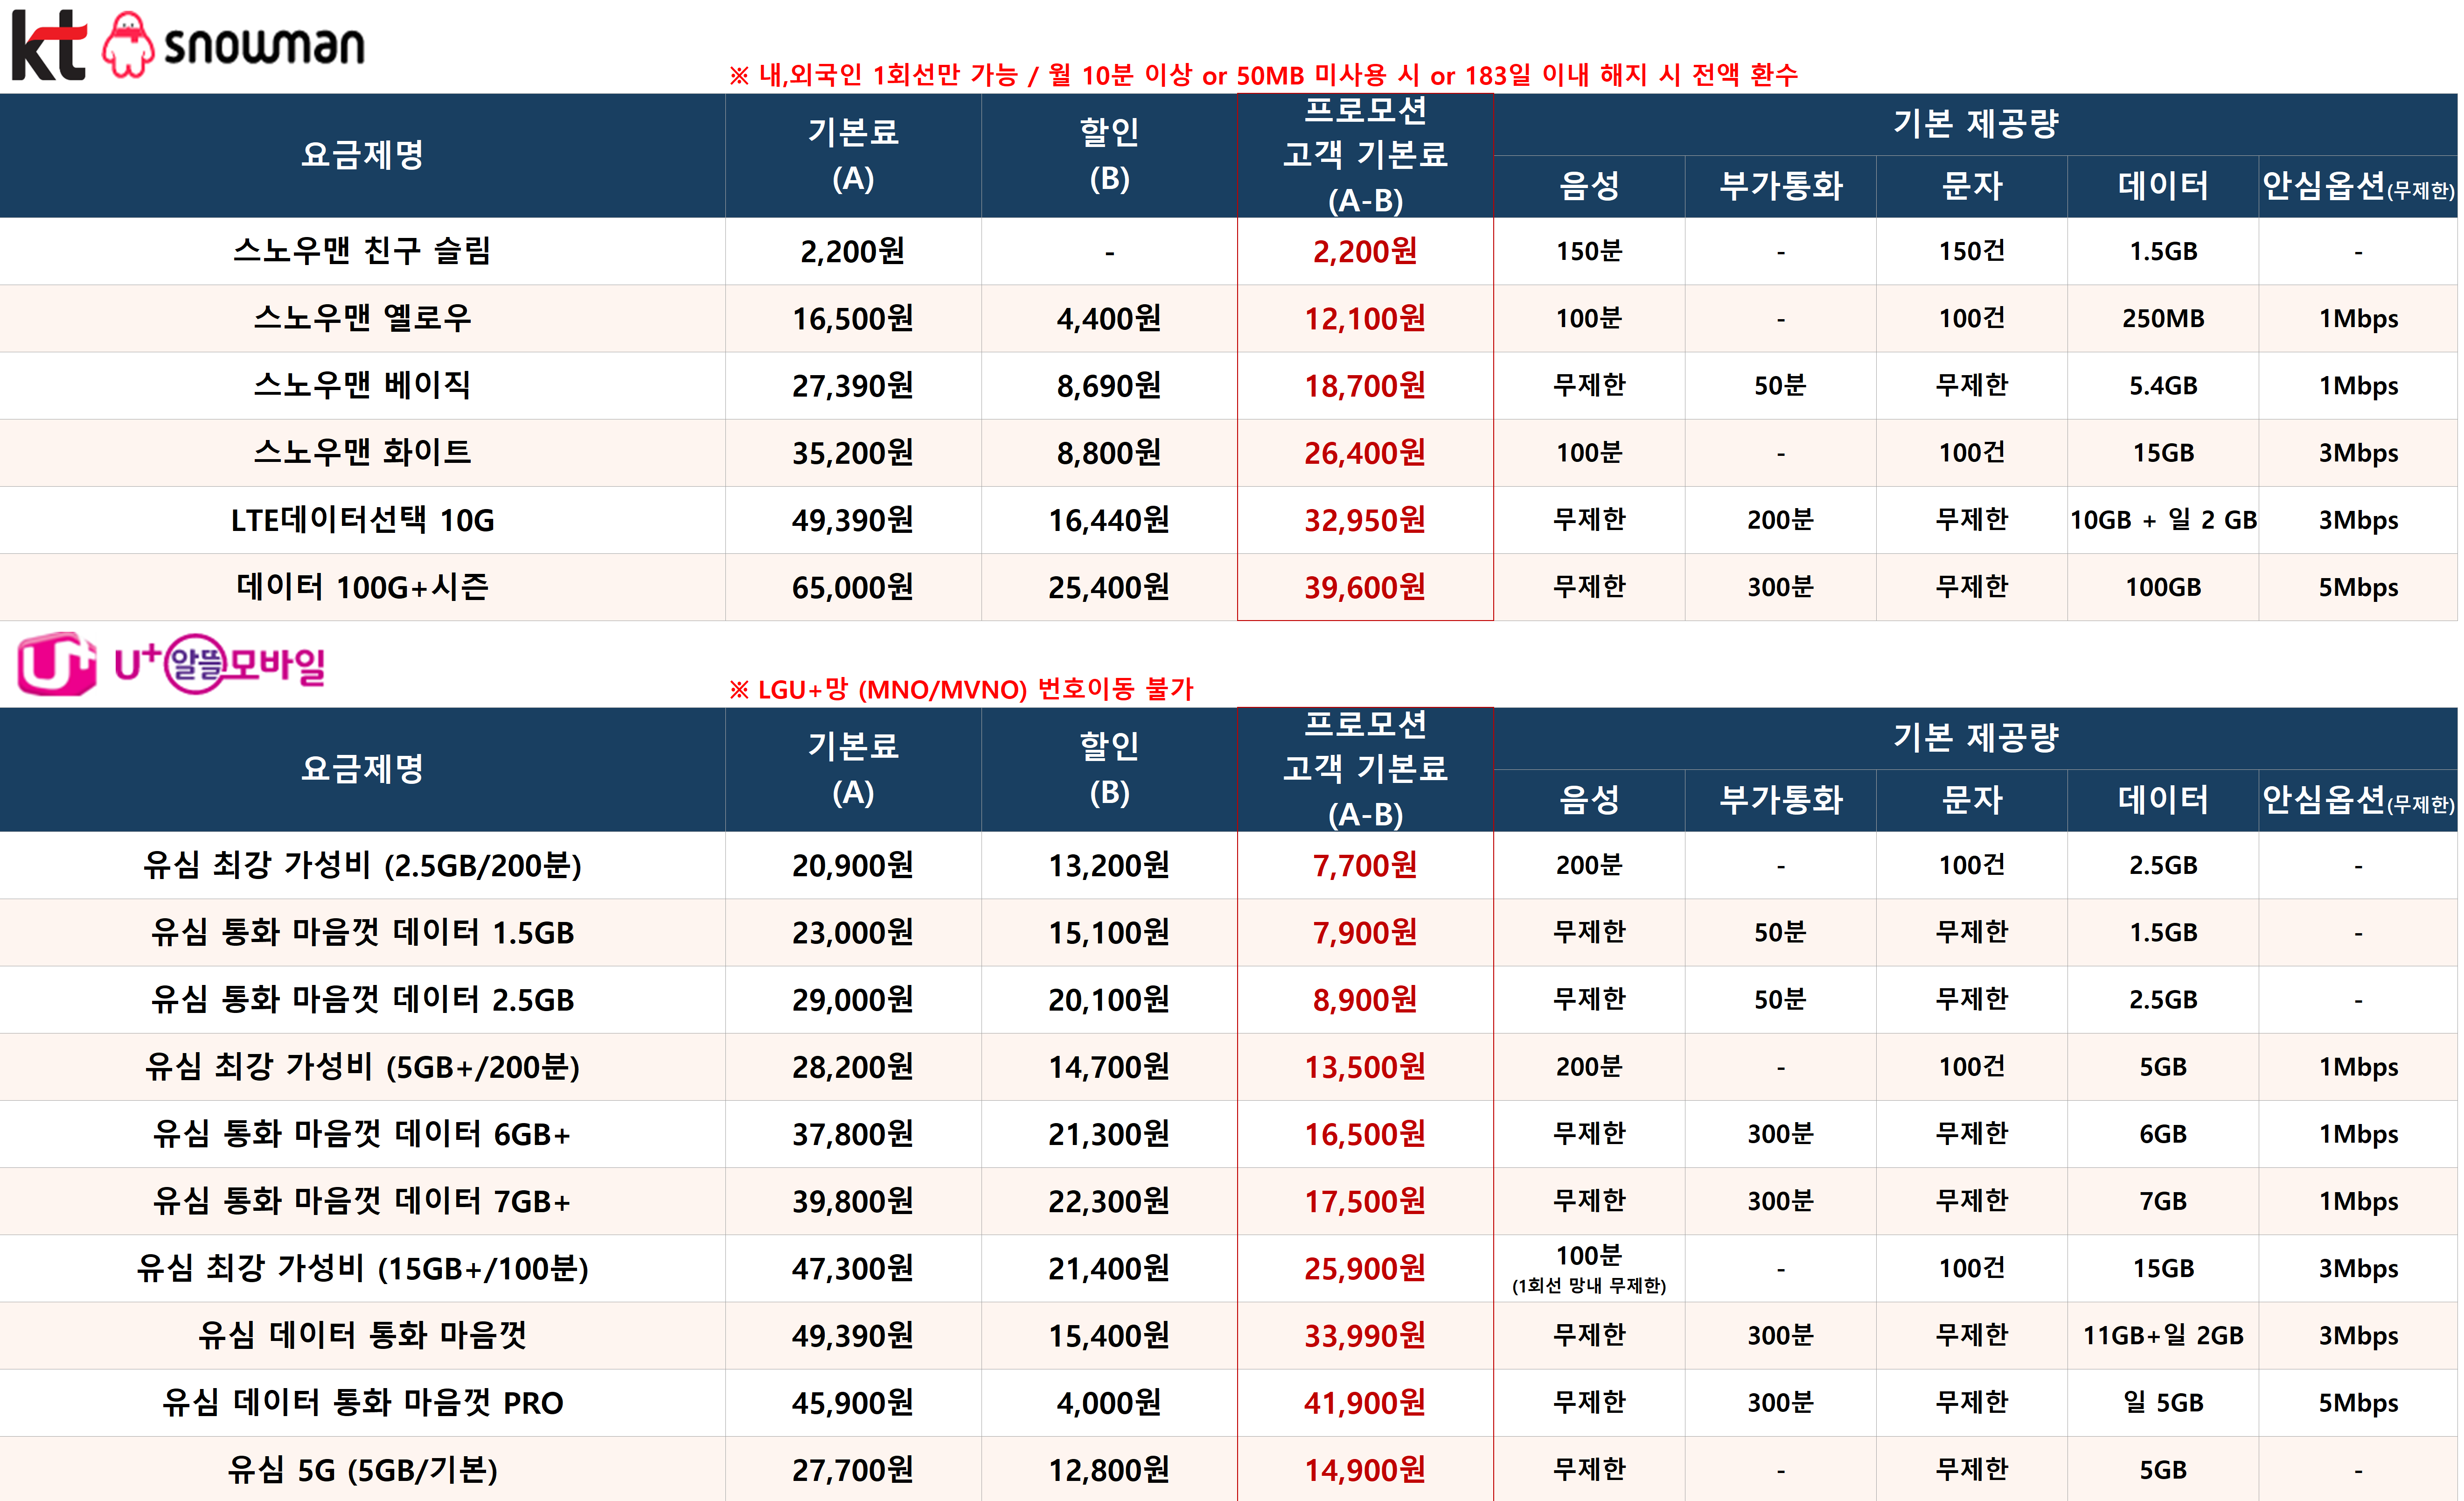 kt snowman
※ 내,외국인 1회선만 가능 / 월 10분 이상 or 50MB 미사용 시 or 183일 이내 해지 시 전액 환수
요금제명 기본료 (A) 할인 (B) 프로모션 고객 기본료 (A-B) 기본 제공량
음성 부가통화 문자 데이터 안심옵션(무제한)
스노우맨 친구 슬림 2,200원 - 2,200원 150분 - 150건 1.5GB -
스노우맨 옐로우 16,500원 4,400원 12,100원 100분 - 100건 250MB 1Mbps
스노우맨 베이직 27,390원 8,690원 18,700원 무제한 50분 무제한 5.4GB 1Mbps
스노우맨 화이트 35,200원 8,800원 26,400원 100분 - 100건 15GB 3Mbps
LTE데이터선택 10G 49,390원 16,440원 32,950원 무제한 200분 무제한 10GB + 일 2 GB 3Mbps
데이터 100G+시즌 65,000원 25,400원 39,600원 무제한 300분 무제한 100GB 5Mbps
U+ U+알뜰모바일
※ LGU+망 (MNO/MVNO) 번호이동 불가
요금제명 기본료 (A) 할인 (B) 프로모션 고객 기본료 (A-B) 기본 제공량
음성 부가통화 문자 데이터 안심옵션(무제한)
유심 최강 가성비 (2.5GB/200분) 20,900원 13,200원 7,700원 200분 - 100건 2.5GB -
유심 통화 마음껏 데이터 1.5GB 23,000원 15,100원 7,900원 무제한 50분 무제한 1.5GB -
유심 통화 마음껏 데이터 2.5GB 29,000원 20,100원 8,900원 무제한 50분 무제한 2.5GB -
유심 최강 가성비 (5GB+/200분) 28,200원 14,700원 13,500원 200분 - 100건 5GB 1Mbps
유심 통화 마음껏 데이터 6GB+ 37,800원 21,300원 16,500원 무제한 300분 무제한 6GB 1Mbps
유심 통화 마음껏 데이터 7GB+ 39,800원 22,300원 17,500원 무제한 300분 무제한 7GB 1Mbps
유심 최강 가성비 (15GB+/100분) 47,300원 21,400원 25,900원 100분 (1회선 망내 무제한) - 100건 15GB 3Mbps
유심 데이터 통화 마음껏 49,390원 15,400원 33,990원 무제한 300분 무제한 11GB+일 2GB 3Mbps
유심 데이터 통화 마음껏 PRO 45,900원 4,000원 41,900원 무제한 300분 무제한 일 5GB 5Mbps
유심 5G (5GB/기본) 27,700원 12,800원 14,900원 무제한 - 무제한 5GB -